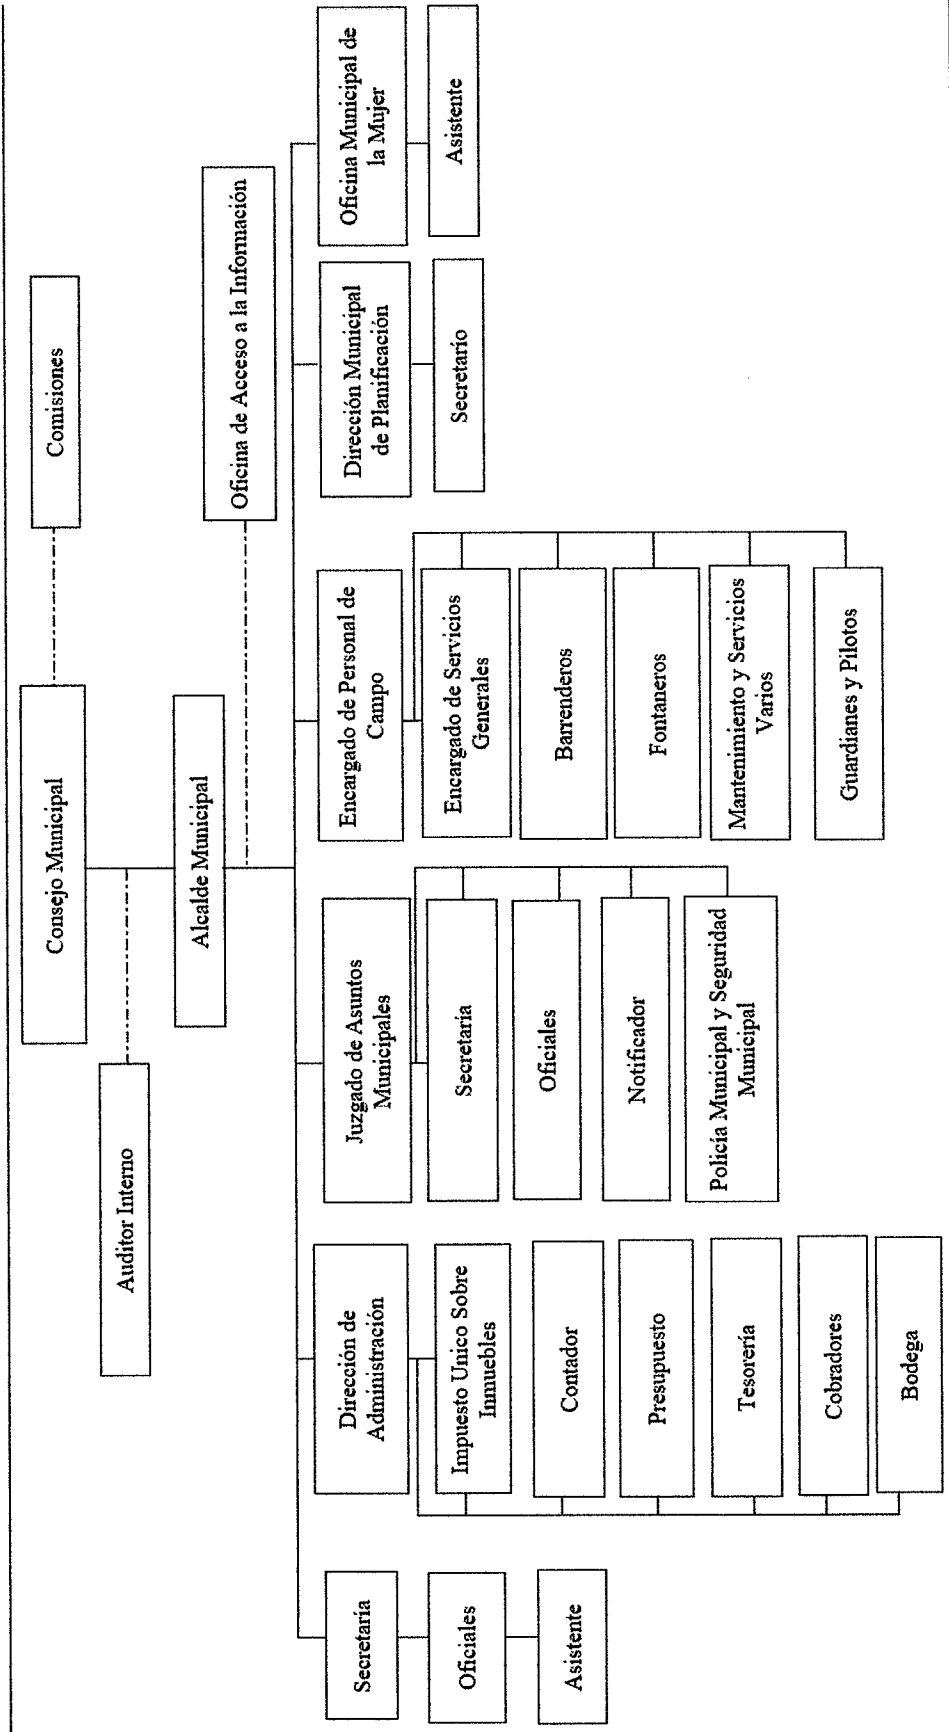 Consejo Municipal
Comisiones
Auditor Interno
Alcalde Municipal
Oficina de Acceso a la Información
Secretaría
Oficiales
Asistente
Dirección de
Administración
Impuesto Unico Sobre
Inmuebles
Contador
Presupuesto
Tesorería
Cobradores
Bodega
Juzgado de Asuntos
Municipales
Secretaría
Oficiales
Notificador
Policía Municipal y Seguridad
Municipal
Encargado de Personal de
Campo
Encargado de Servicios
Generales
Barrenderos
Fontaneros
Mantenimiento y Servicios
Varios
Guardianes y Pilotos
Dirección Municipal
de Planificación
Secretario
Oficina Municipal de
la Mujer
Asistente